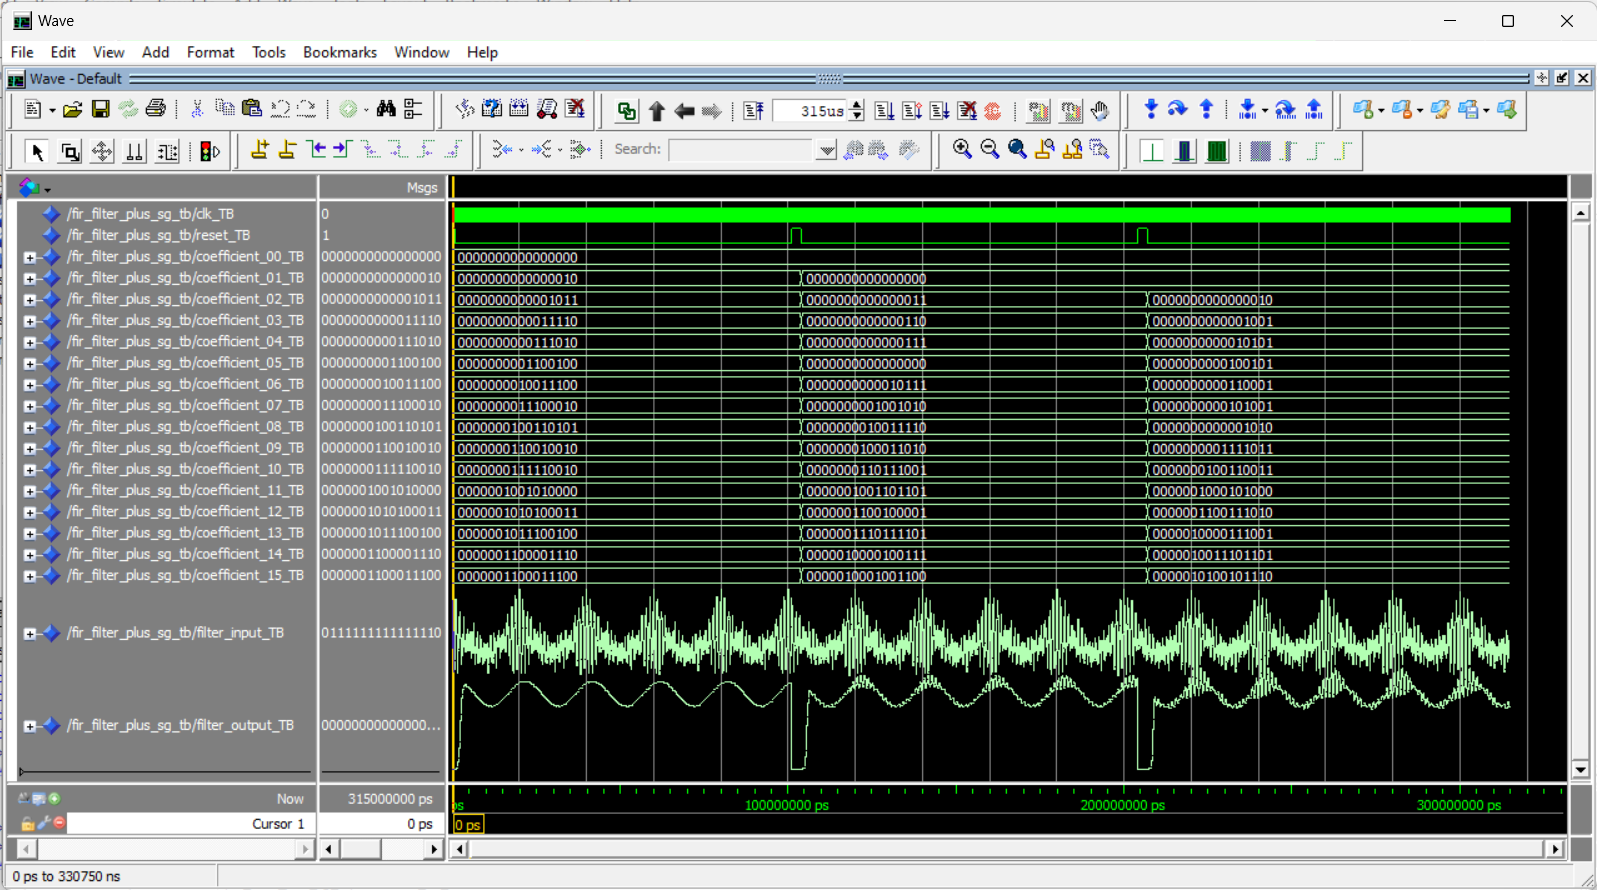 Wave
File Edit View Add Format Tools Bookmarks Window Help
Wave - Default
315us
Search:
Msgs
/fir_filter_plus_sg_tb/clk_TB 0
/fir_filter_plus_sg_tb/reset_TB 1
/fir_filter_plus_sg_tb/coefficient_00_TB 0000000000000000 0000000000000000
/fir_filter_plus_sg_tb/coefficient_01_TB 0000000000000010 0000000000000010 0000000000000000
/fir_filter_plus_sg_tb/coefficient_02_TB 0000000000001011 0000000000001011 0000000000000011 0000000000000010
/fir_filter_plus_sg_tb/coefficient_03_TB 0000000000011110 0000000000011110 0000000000000110 0000000000001001
/fir_filter_plus_sg_tb/coefficient_04_TB 0000000000111010 0000000000111010 0000000000000111 0000000000010101
/fir_filter_plus_sg_tb/coefficient_05_TB 0000000001100100 0000000001100100 0000000000000000 0000000000100101
/fir_filter_plus_sg_tb/coefficient_06_TB 0000000010011100 0000000010011100 0000000000010111 0000000000110001
/fir_filter_plus_sg_tb/coefficient_07_TB 0000000011100010 0000000011100010 0000000001001010 0000000000101001
/fir_filter_plus_sg_tb/coefficient_08_TB 0000000100110101 0000000100110101 0000000010011110 0000000000001010
/fir_filter_plus_sg_tb/coefficient_09_TB 0000000110010010 0000000110010010 0000000100011010 0000000001111011
/fir_filter_plus_sg_tb/coefficient_10_TB 0000000111110010 0000000111110010 0000000110111001 0000000100110011
/fir_filter_plus_sg_tb/coefficient_11_TB 0000001001010000 0000001001010000 0000001001101101 0000001000101000
/fir_filter_plus_sg_tb/coefficient_12_TB 0000001010100011 0000001010100011 0000001100100001 0000001100111010
/fir_filter_plus_sg_tb/coefficient_13_TB 0000001011100100 0000001011100100 0000001110111101 0000010000111001
/fir_filter_plus_sg_tb/coefficient_14_TB 0000001100001110 0000001100001110 0000010000100111 0000010011101101
/fir_filter_plus_sg_tb/coefficient_15_TB 0000001100011100 0000001100011100 0000010001001100 0000010100101110
/fir_filter_plus_sg_tb/filter_input_TB 0111111111111110
/fir_filter_plus_sg_tb/filter_output_TB 00000000000000...
Now 315000000 ps ps 100000000 ps 200000000 ps 300000000 ps
Cursor 1 0 ps 0 ps
0 ps to 330750 ns